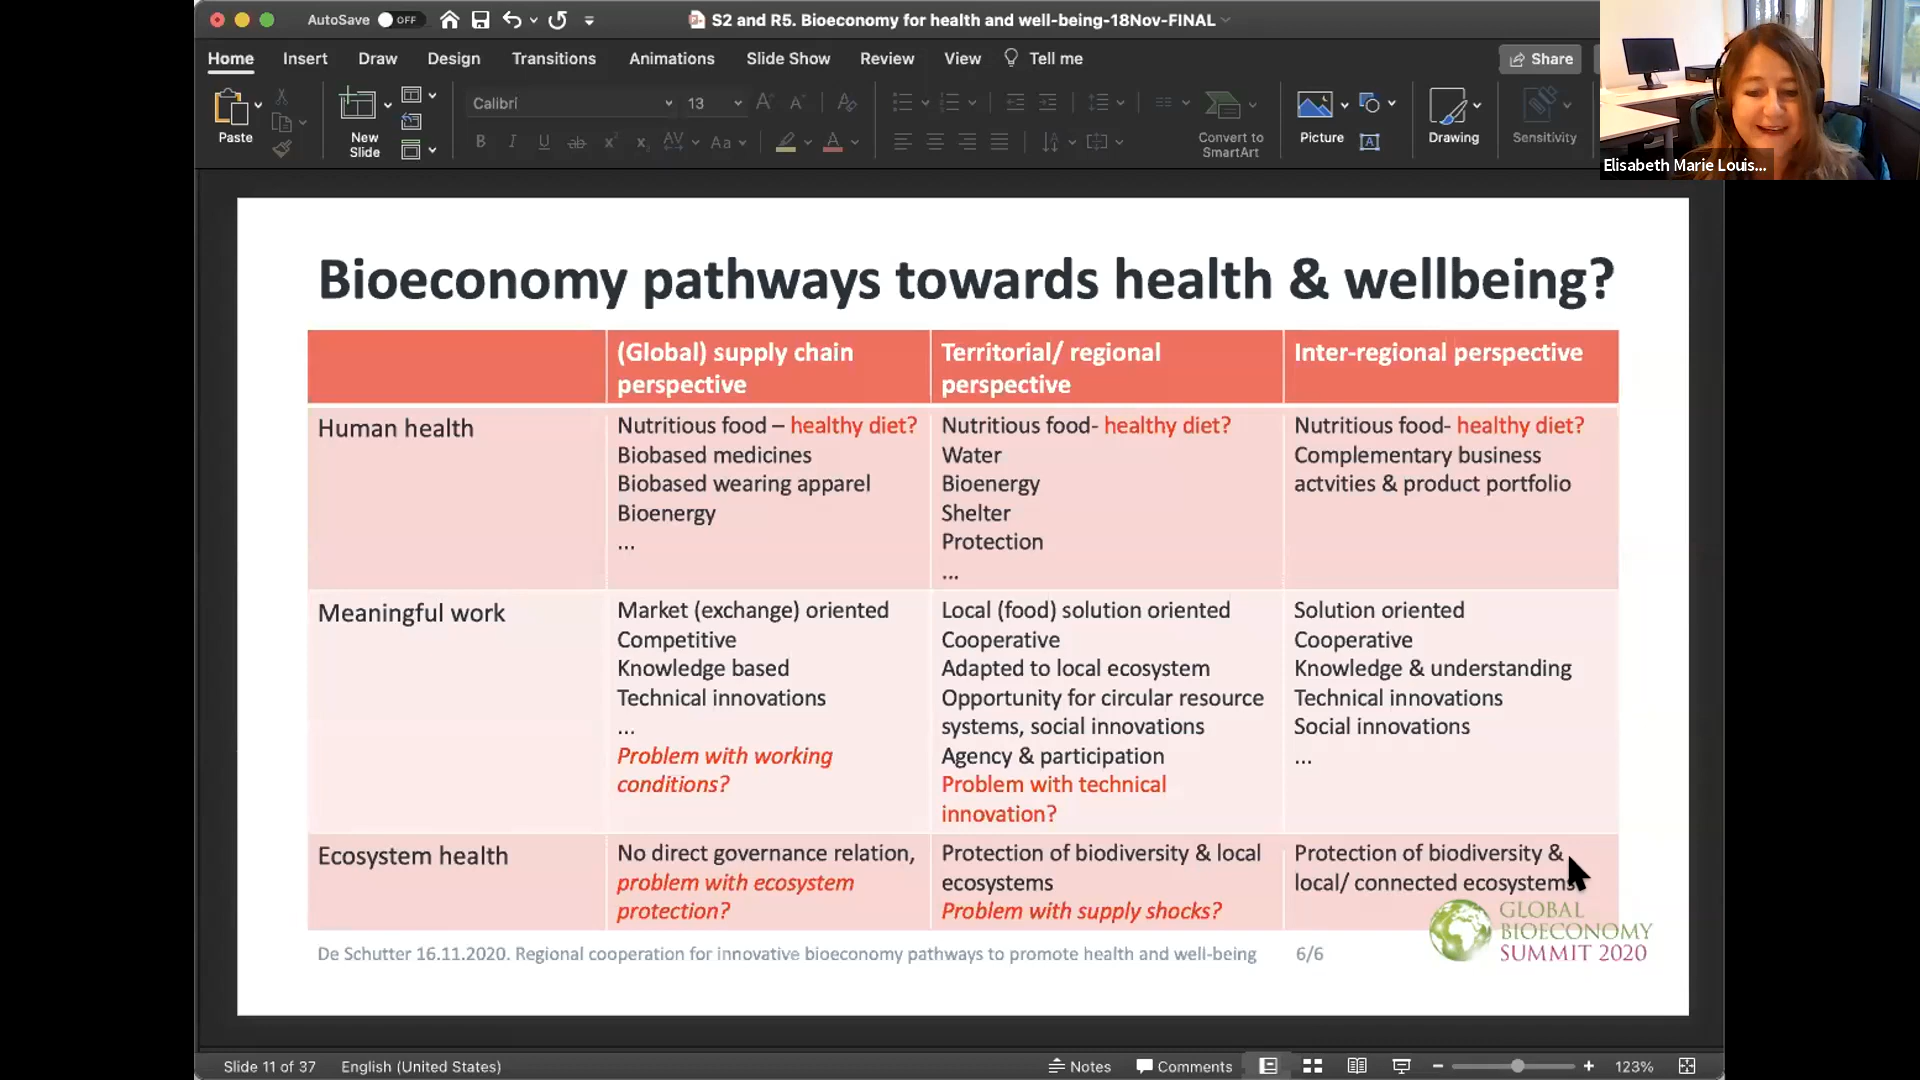 AutoSave OFF
S2 and R5. Bioeconomy for health and well-being-18Nov-FINAL
Home Insert Draw Design Transitions Animations Slide Show Review View Tell me
Share
Paste
New
Slide
Calibri
13
Convert to
SmartArt
Picture
Drawing
Sensitivity
Elisabeth Marie Louis...
Bioeconomy pathways towards health & wellbeing?
(Global) supply chain
perspective
Territorial/ regional
perspective
Inter-regional perspective
Human health
Nutritious food – healthy diet?
Biobased medicines
Biobased wearing apparel
Bioenergy
...
Nutritious food- healthy diet?
Water
Bioenergy
Shelter
Protection
...
Nutritious food- healthy diet?
Complementary business
actvities & product portfolio
Meaningful work
Market (exchange) oriented
Competitive
Knowledge based
Technical innovations
...
Problem with working
conditions?
Local (food) solution oriented
Cooperative
Adapted to local ecosystem
Opportunity for circular resource
systems, social innovations
Agency & participation
Problem with technical
innovation?
Solution oriented
Cooperative
Knowledge & understanding
Technical innovations
Social innovations
...
Ecosystem health
No direct governance relation,
problem with ecosystem
protection?
Protection of biodiversity & local
ecosystems
Problem with supply shocks?
Protection of biodiversity &
local/ connected ecosystems
GLOBAL
BIOECONOMY
SUMMIT 2020
De Schutter 16.11.2020. Regional cooperation for innovative bioeconomy pathways to promote health and well-being
6/6
Slide 11 of 37
English (United States)
Notes
Comments
123%